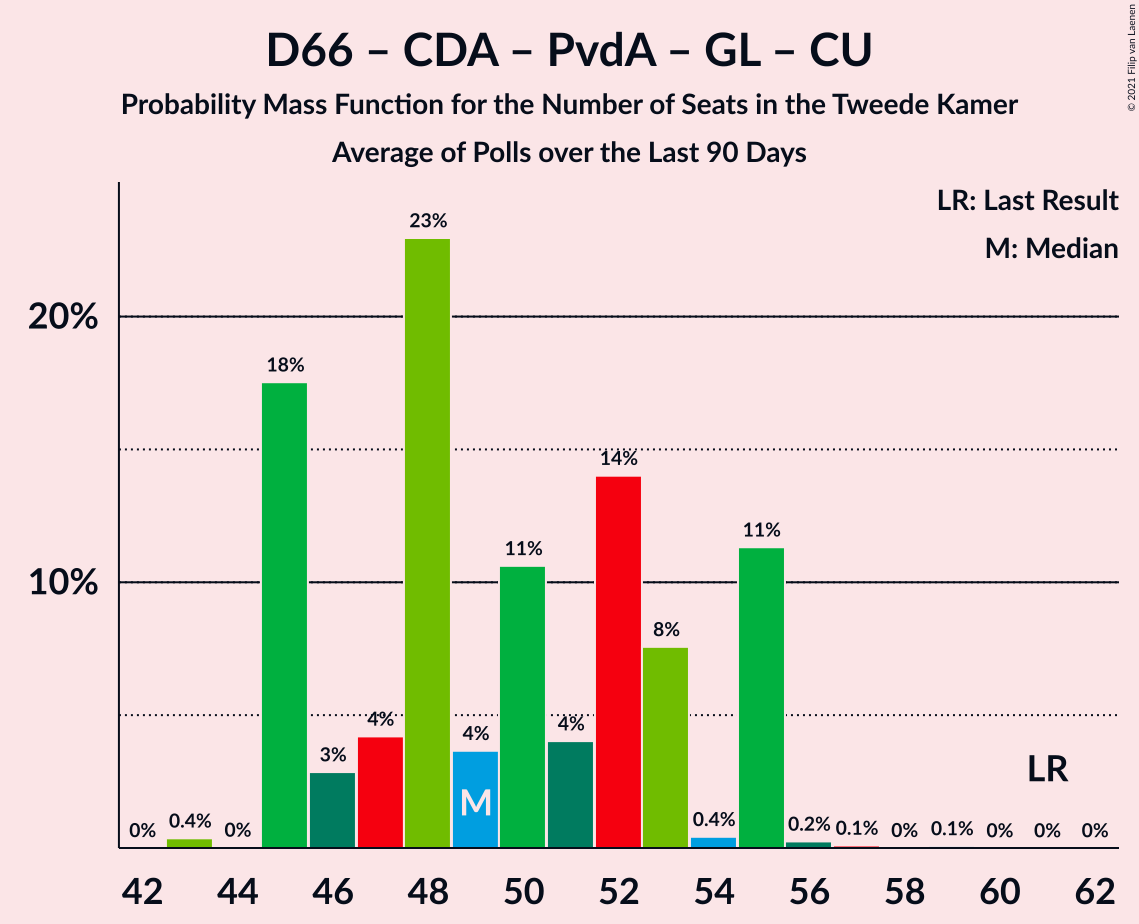 D66 – CDA – PvdA – GL – CU
Probability Mass Function for the Number of Seats in the Tweede Kamer
Average of Polls over the Last 90 Days
© 2021 Filip van Laenen
LR: Last Result
M: Median
20%
10%
0%
0.4%
0%
18%
3%
4%
23%
4%
11%
4%
14%
8%
0.4%
11%
0.2%
0.1%
0%
0.1%
0%
0%
0%
M
LR
42 44 46 48 50 52 54 56 58 60 62